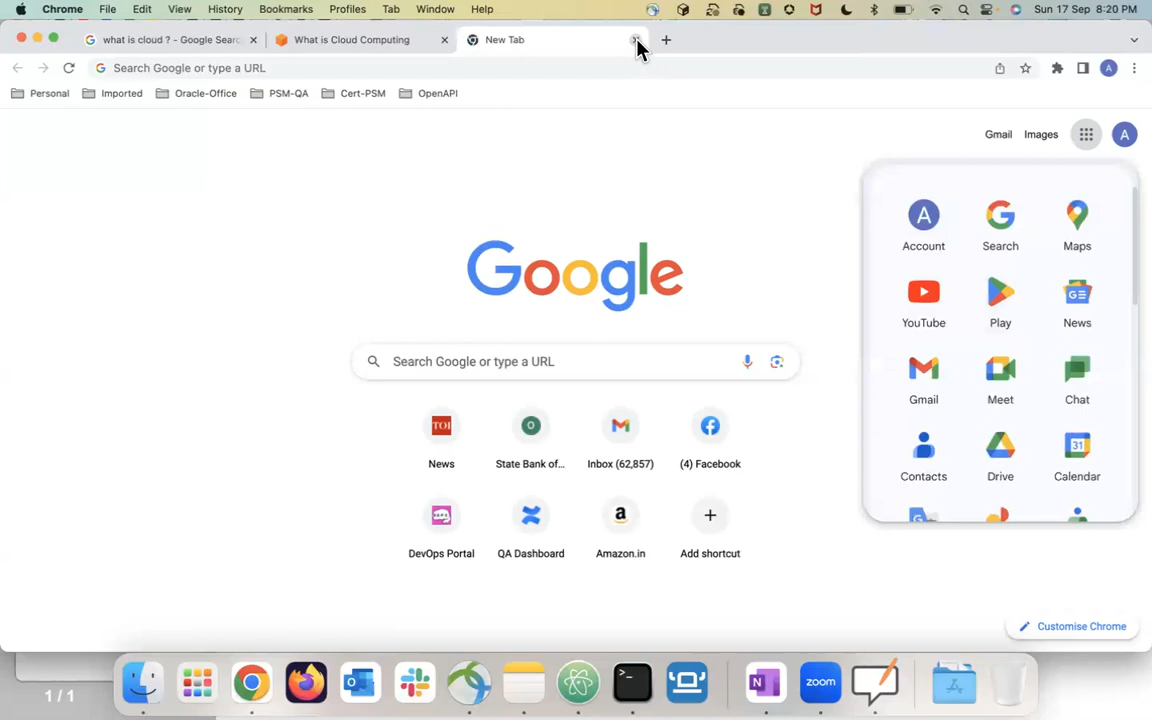 Chrome File Edit View History Bookmarks Profiles Tab Window Help Sun 17 Sep 8:20 PM
what is cloud ? - Google Searc What is Cloud Computing New Tab
Search Google or type a URL A
Personal Imported Oracle-Office PSM-QA Cert-PSM OpenAPI
Gmail Images A
A
Account Search Maps
Google
YouTube Play News
Search Google or type a URL
Gmail Meet Chat
TOI O
News State Bank of... Inbox (62,857) (4) Facebook
31
Contacts Drive Calendar
DevOps Portal QA Dashboard Amazon.in Add shortcut
Customise Chrome
zoom
1 / 1